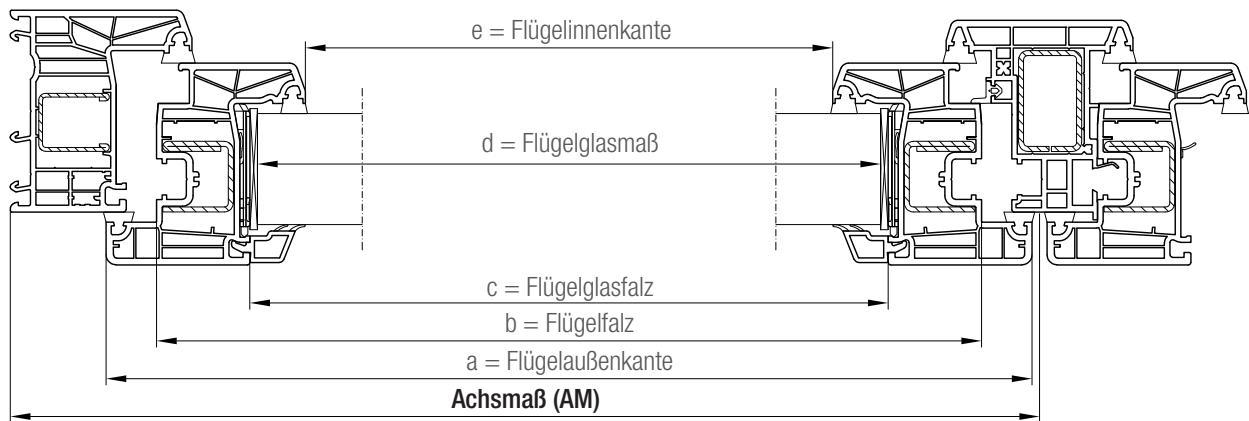 e = Flügelinnenkante
d = Flügelglasmaß
c = Flügelglasfalz
b = Flügelfalz
a = Flügelaußenkante
Achsmaß (AM)